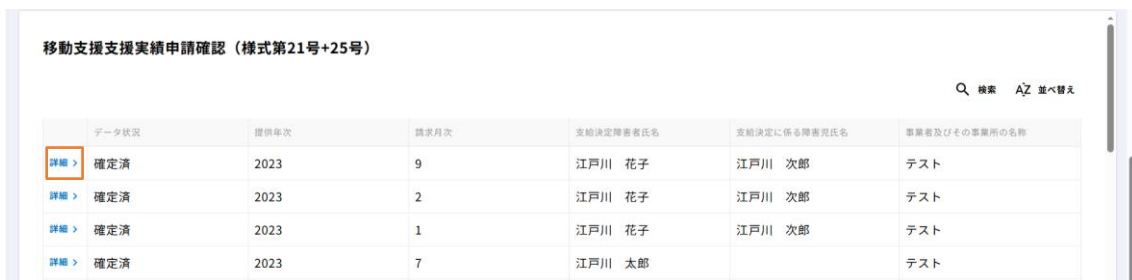 移動支援支援実績申請確認（様式第21号+25号）
検索 並べ替え
データ状況 提供年次 請求月次 支給決定障害者氏名 支給決定に係る障害児氏名 事業者及びその事業所の名称
詳細 > 確定済 2023 9 江戸川　花子 江戸川　次郎 テスト
詳細 > 確定済 2023 2 江戸川　花子 江戸川　次郎 テスト
詳細 > 確定済 2023 1 江戸川　花子 江戸川　次郎 テスト
詳細 > 確定済 2023 7 江戸川　太郎 テスト